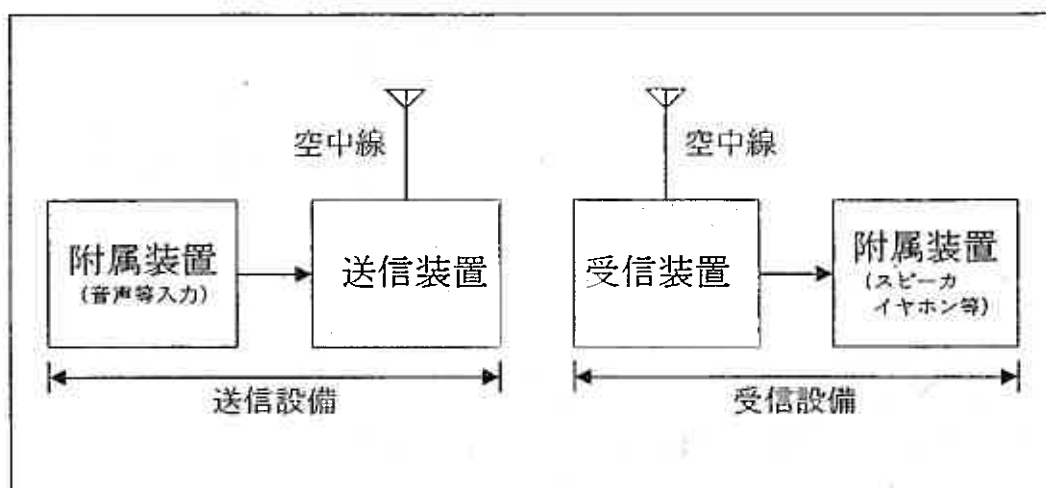 空中線
空中線
附属装置
(音声等入力)
送信装置
受信装置
附属装置
(スピーカ
イヤホン等)
送信設備
受信設備